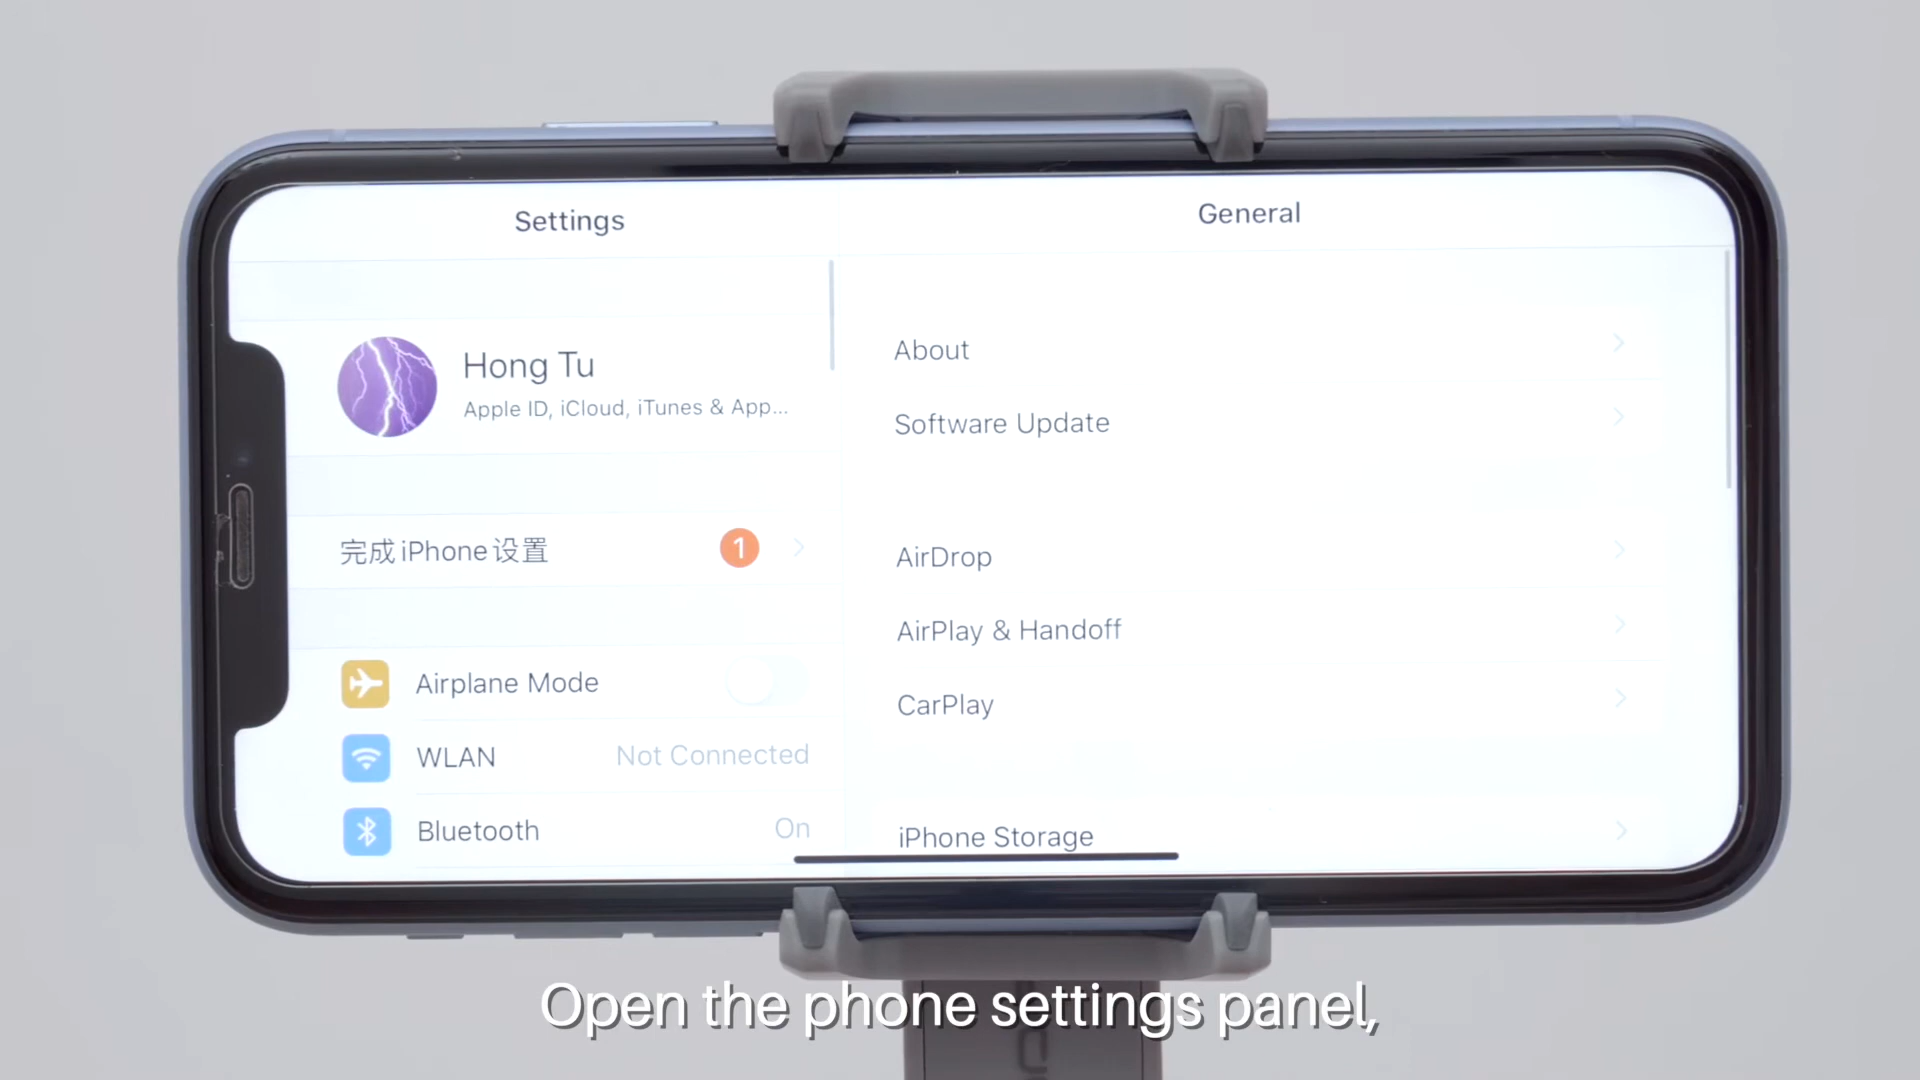 Settings
General
Hong Tu
Apple ID, iCloud, iTunes & App...
完成iPhone设置
1
Airplane Mode
WLAN
Not Connected
Bluetooth
On
About
Software Update
AirDrop
AirPlay & Handoff
CarPlay
iPhone Storage
Open the phone settings panel,